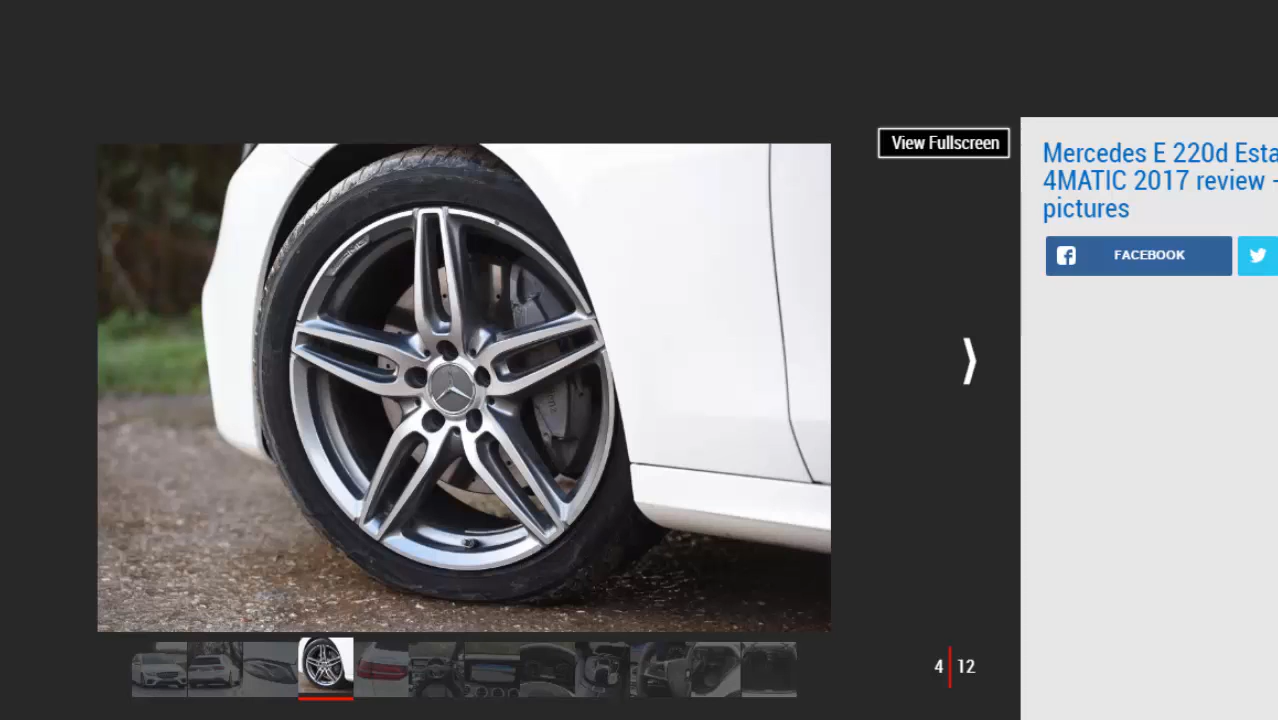 View Fullscreen
Mercedes E 220d Esta
4MATIC 2017 review -
pictures
FACEBOOK
4 12